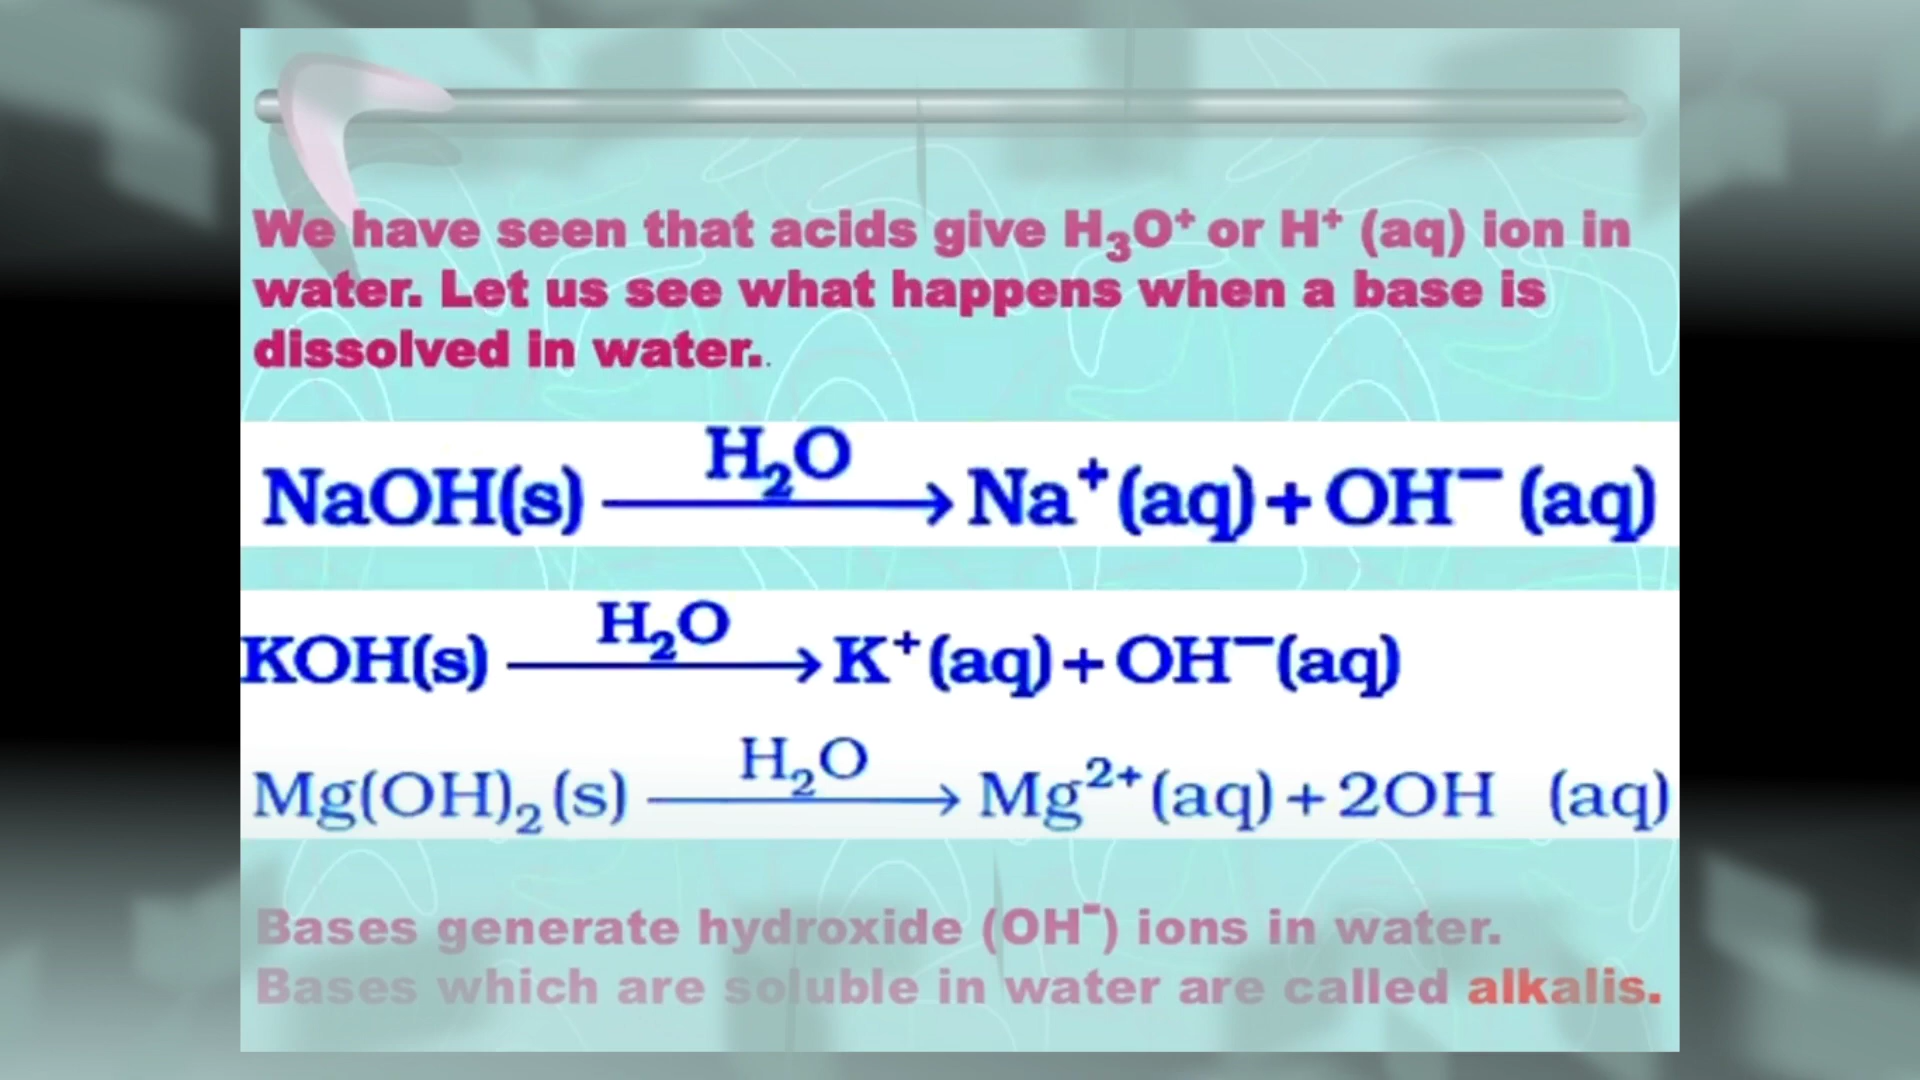 We have seen that acids give H₃O⁺ or H⁺ (aq) ion in
water. Let us see what happens when a base is
dissolved in water..
H₂O
NaOH(s) ⟶ Na⁺(aq)+OH⁻(aq)
H₂O
KOH(s) ⟶ K⁺(aq)+OH⁻(aq)
H₂O
Mg(OH)₂(s) ⟶ Mg²⁺(aq)+2OH (aq)
Bases generate hydroxide (OH⁻) ions in water.
Bases which are soluble in water are called alkalis.